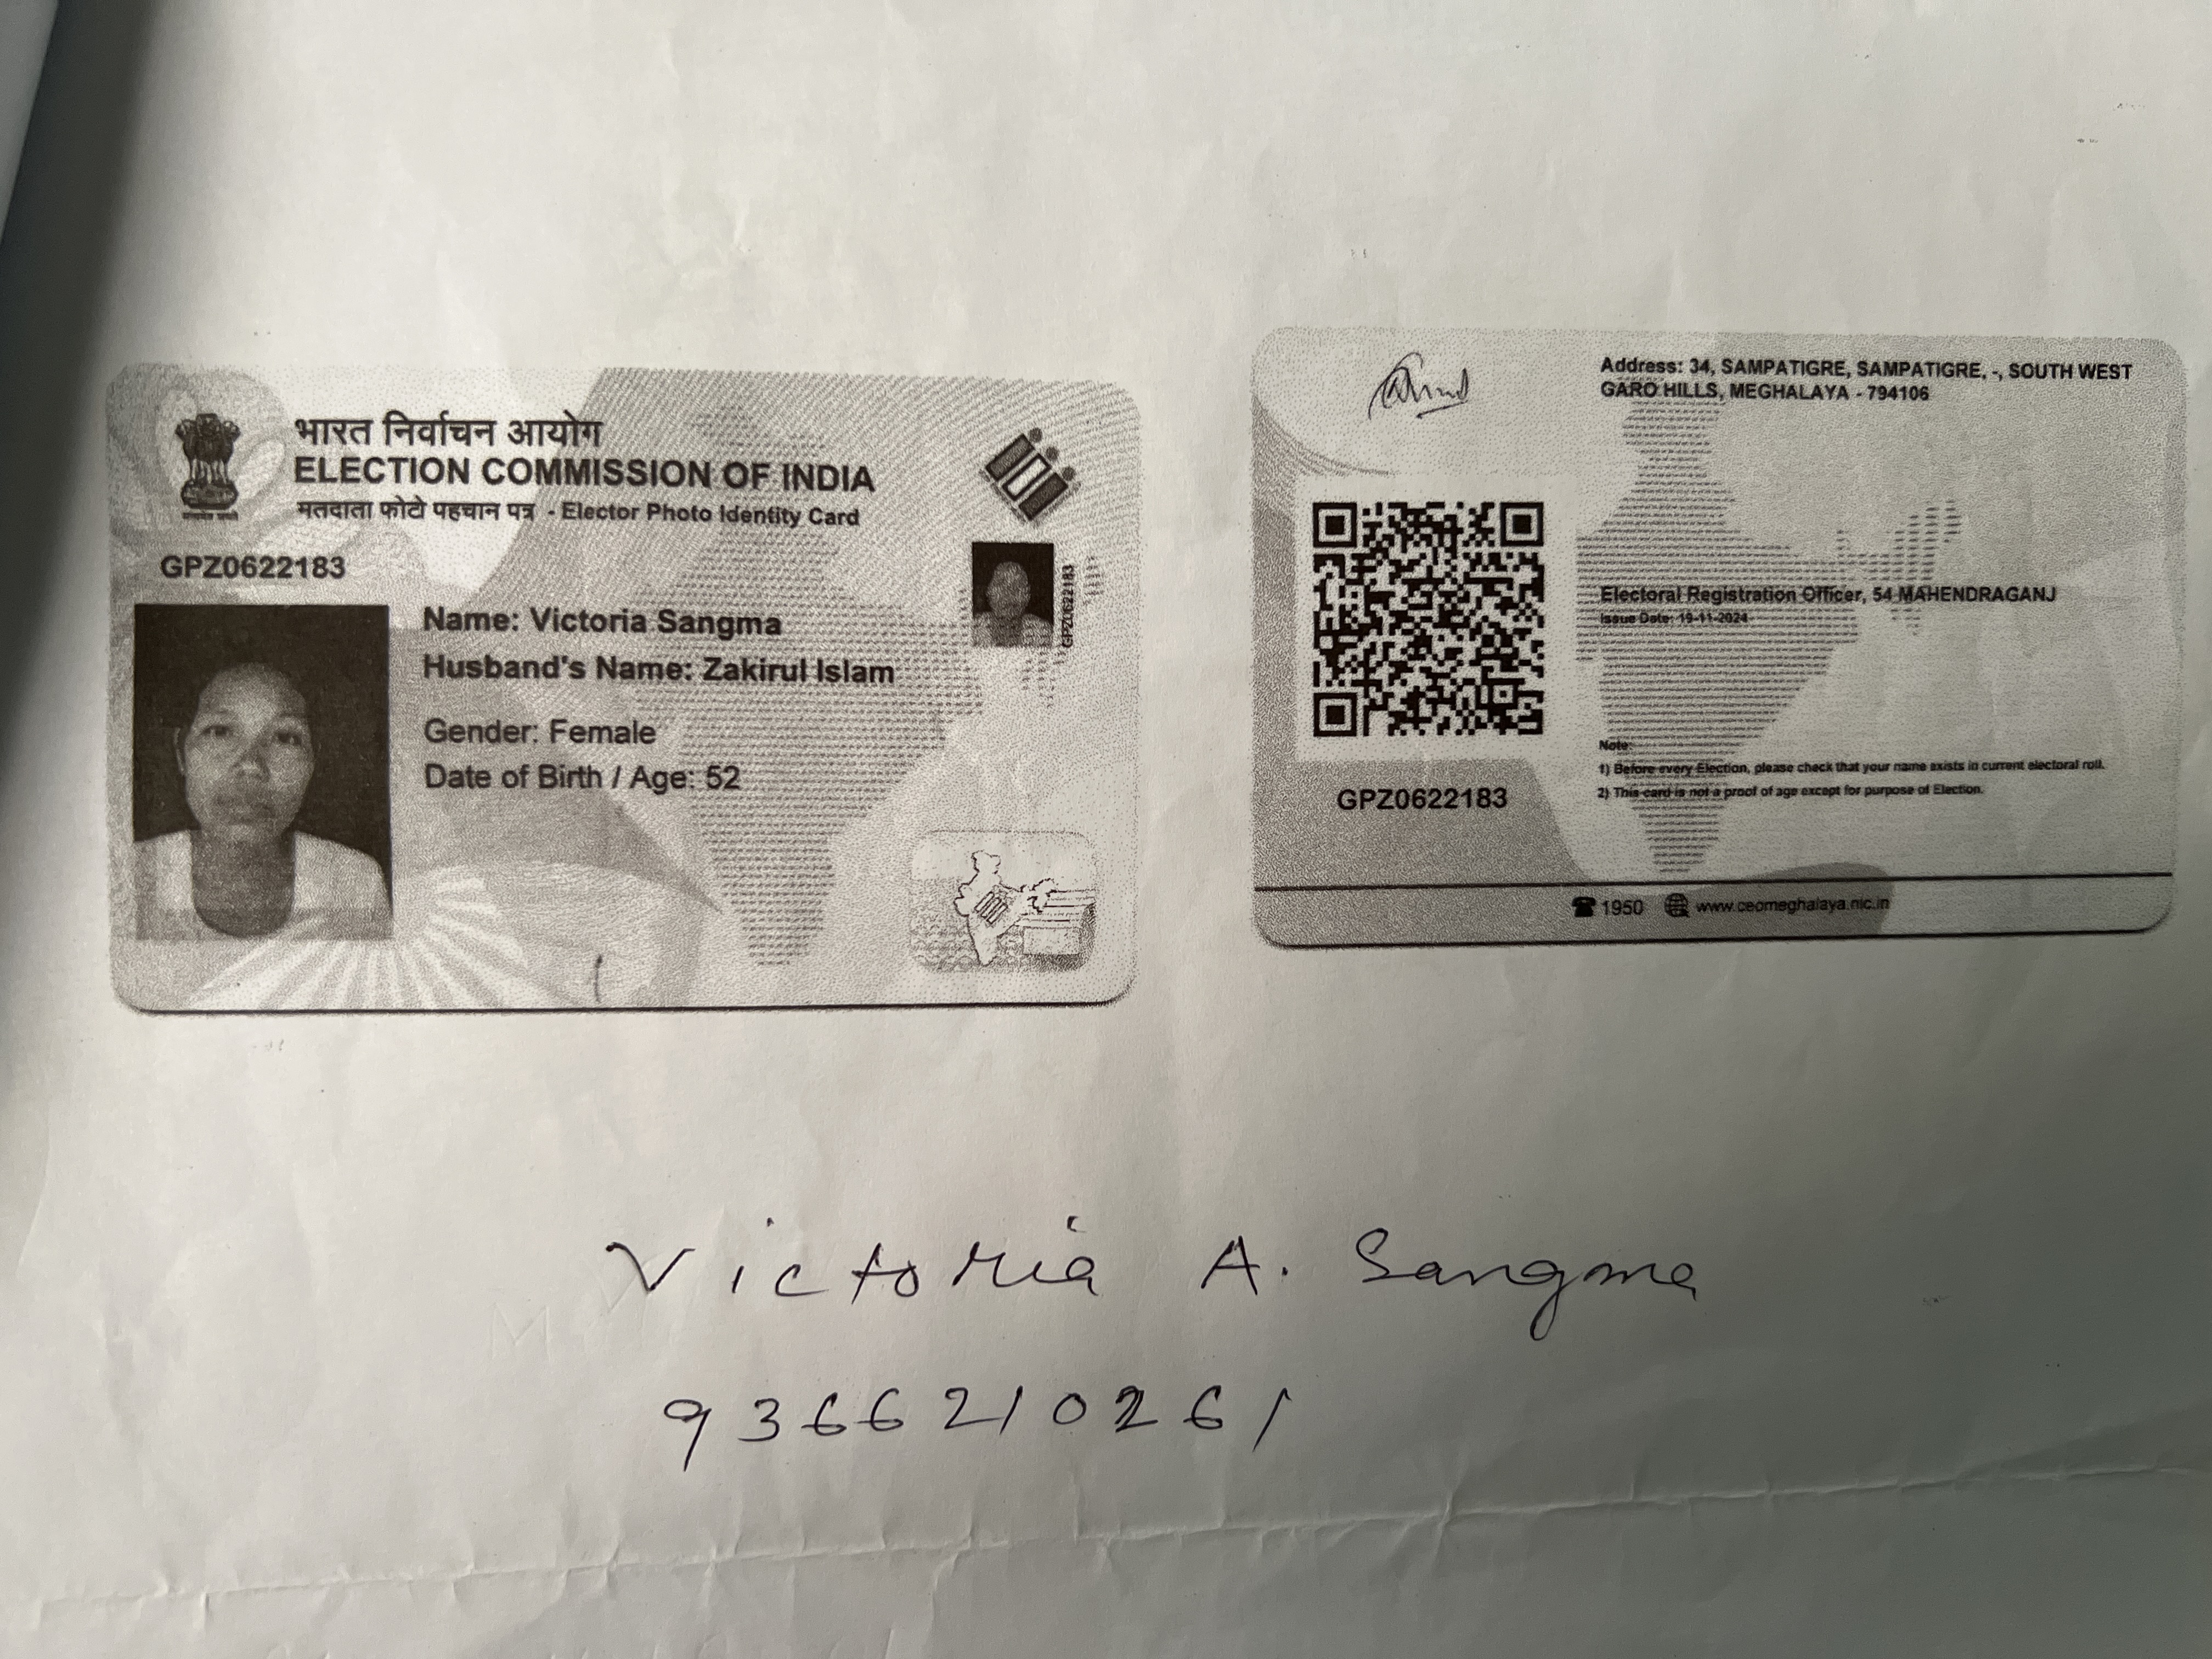 भारत निर्वाचन आयोग
ELECTION COMMISSION OF INDIA
मतदाता फोटो पहचान पत्र - Elector Photo Identity Card
GPZ0622183
GPZ0622183
Name: Victoria Sangma
Husband's Name: Zakirul Islam
Gender: Female
Date of Birth / Age: 52
Address: 34, SAMPATIGRE, SAMPATIGRE, -, SOUTH WEST
GARO HILLS, MEGHALAYA - 794106
Electoral Registration Officer, 54 MAHENDRAGANJ
Issue Date: 19-11-2024
Note:
1) Before every Election, please check that your name exists in current electoral roll.
2) This card is not a proof of age except for purpose of Election.
GPZ0622183
1950 www.ceomeghalaya.nic.in
Victoria A. Sangma
9366210261